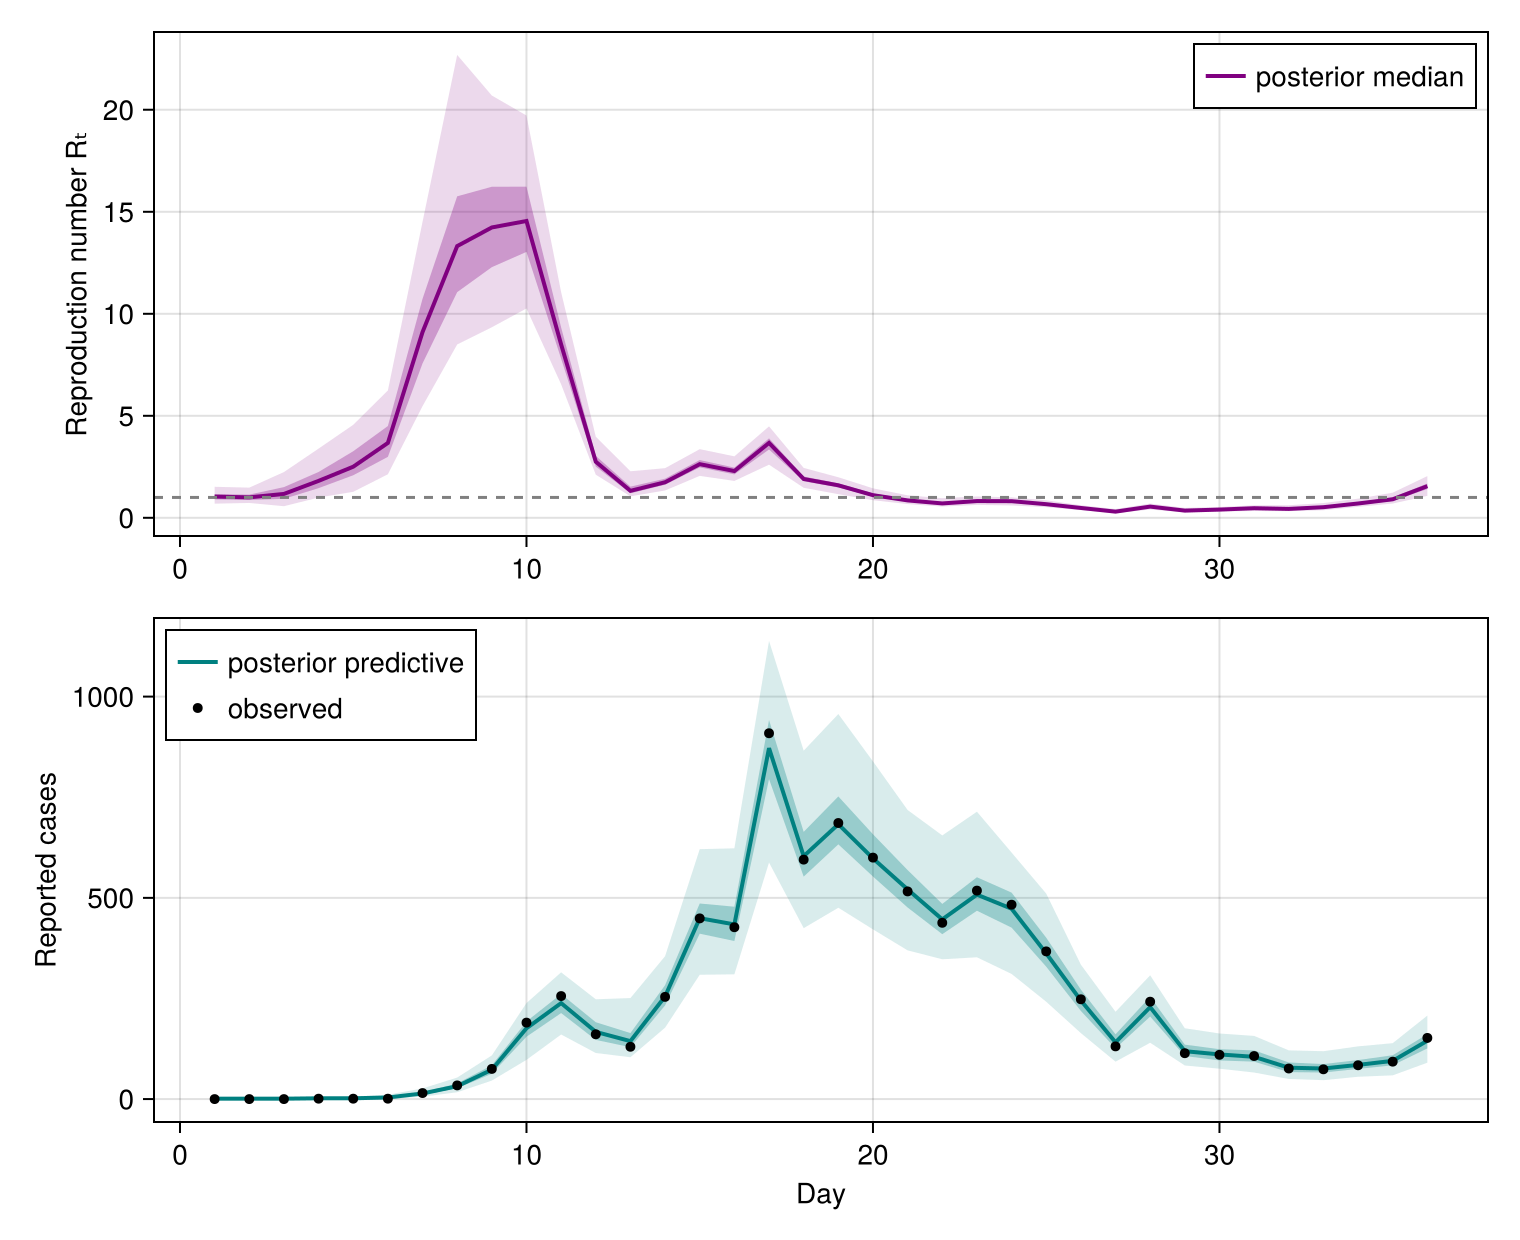 Reproduction number Rₜ
20
15
10
5
0
posterior median
0 10 20 30
Reported cases
1000
500
0
posterior predictive
observed
0 10 20 30
Day